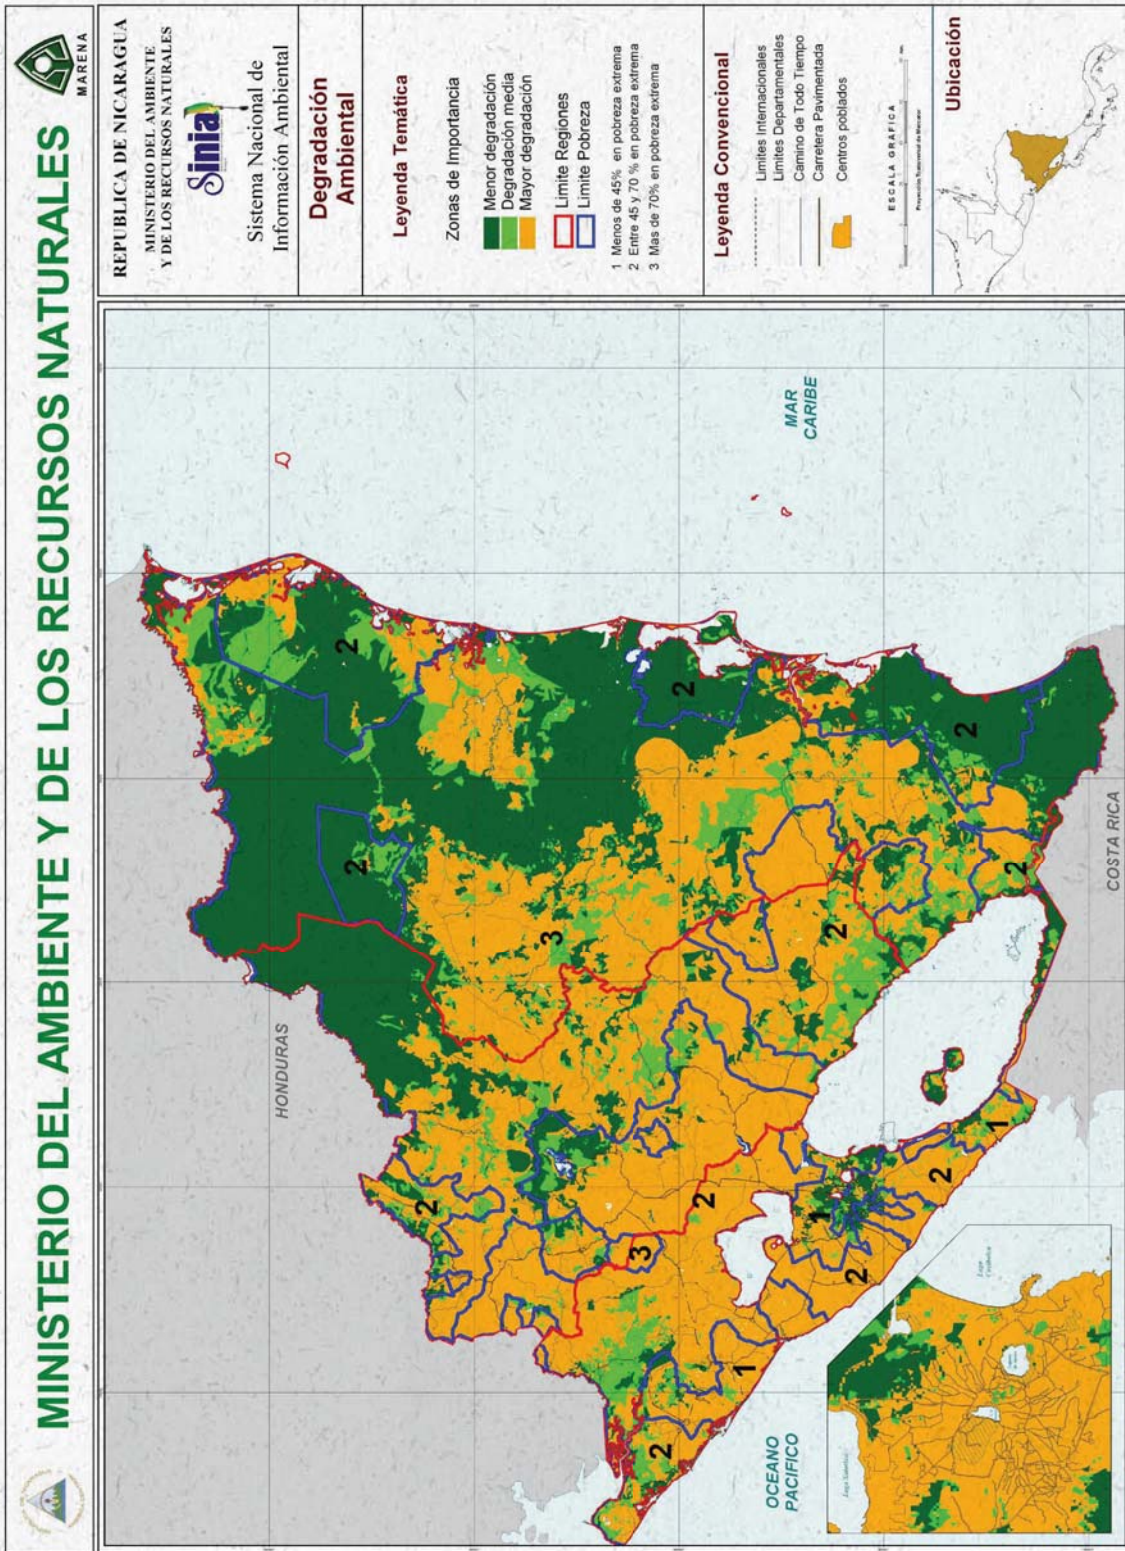 MINISTERIO DEL AMBIENTE Y DE LOS RECURSOS NATURALES
MARENA
REPUBLICA DE NICARAGUA
MINISTERIO DEL AMBIENTE
Y DE LOS RECURSOS NATURALES
Sinia
Sistema Nacional de
Información Ambiental
Degradación
Ambiental
Leyenda Temática
Zonas de Importancia
Menor degradación
Degradación media
Mayor degradación
Limite Regiones
Limite Pobreza
1 Menos de 45% en pobreza extrema
2 Entre 45 y 70 % en pobreza extrema
3 Mas de 70% en pobreza extrema
Leyenda Convencional
Limites Internacionales
Limites Departamentales
Camino de Todo Tiempo
Carretera Pavimentada
Centros poblados
ESCALA GRAFICA
Ubicación
HONDURAS
MAR
CARIBE
COSTA RICA
OCEANO
PACIFICO
2
2
2
3
2
2
2
2
3
2
1
2
2
1
1
2